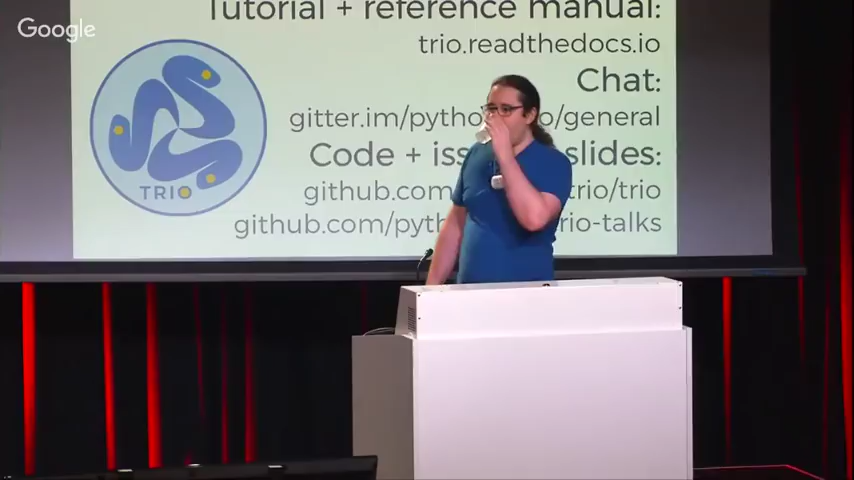 Google
Tutorial + reference manual:
trio.readthedocs.io
Chat:
gitter.im/pytho o/general
Code + iss slides:
github.com trio/trio
github.com/pyth rio-talks
TRIO